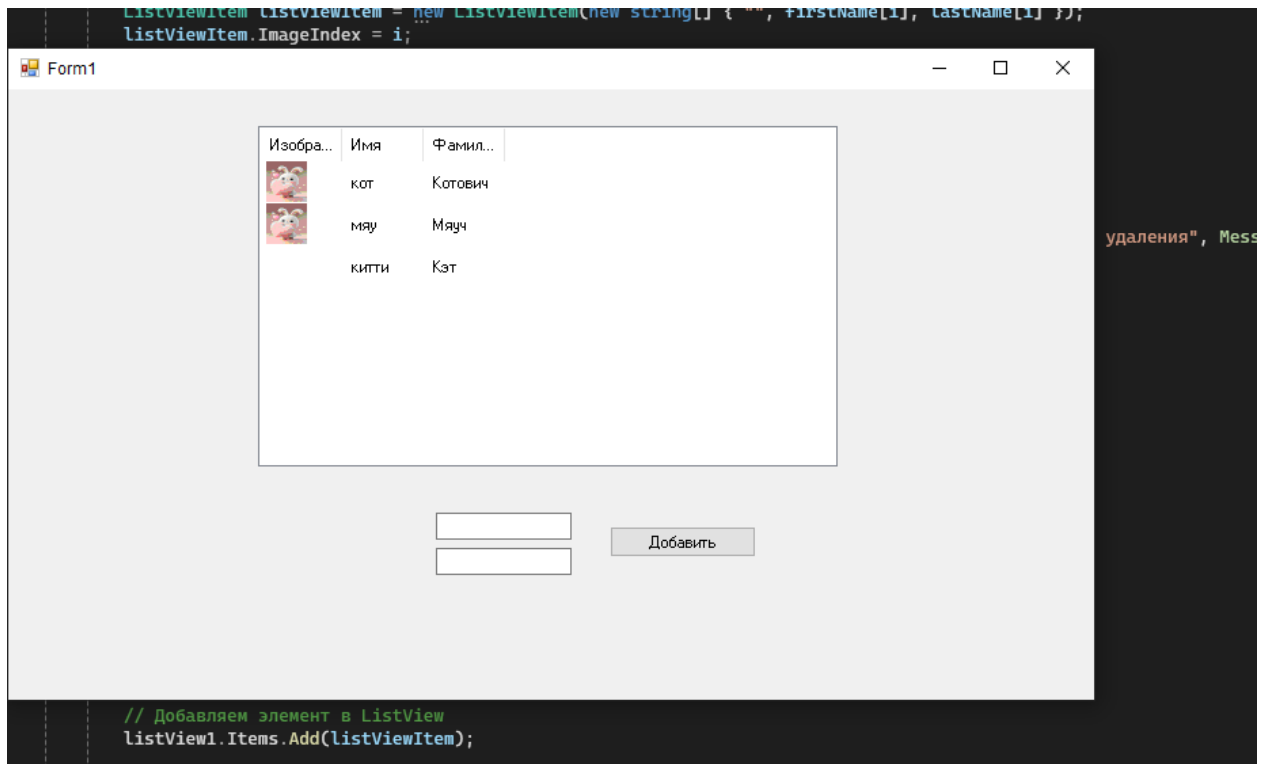 ListViewItem listViewItem = new ListViewItem(new string[] { "", firstName[i], lastName[i] });
listViewItem.ImageIndex = i;
Form1
Изобра... Имя Фамил...
кот Котович
мяу Мяуч
удаления", Mess
китти Кэт
Добавить
// Добавляем элемент в ListView
listView1.Items.Add(listViewItem);